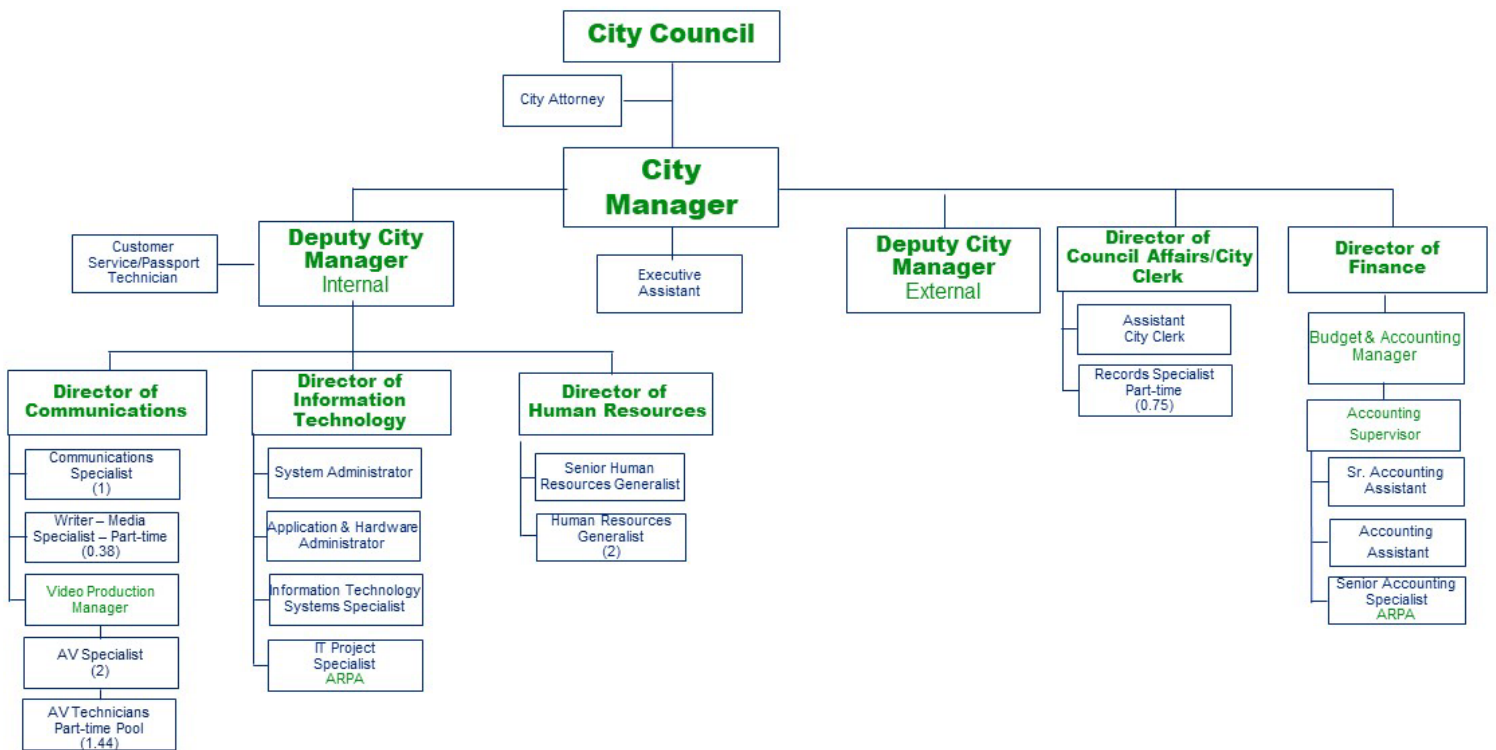 City Council
City Attorney
City
Manager
Customer
Service/Passport
Technician
Deputy City
Manager
Internal
Executive
Assistant
Deputy City
Manager
External
Director of
Council Affairs/City
Clerk
Director of
Finance
Assistant
City Clerk
Records Specialist
Part-time
(0.75)
Budget & Accounting
Manager
Accounting
Supervisor
Sr. Accounting
Assistant
Accounting
Assistant
Senior Accounting
Specialist
ARPA
Director of
Communications
Communications
Specialist
(1)
Writer – Media
Specialist – Part-time
(0.38)
Video Production
Manager
AV Specialist
(2)
AV Technicians
Part-time Pool
(1.44)
Director of
Information
Technology
System Administrator
Application & Hardware
Administrator
Information Technology
Systems Specialist
IT Project
Specialist
ARPA
Director of
Human Resources
Senior Human
Resources Generalist
Human Resources
Generalist
(2)